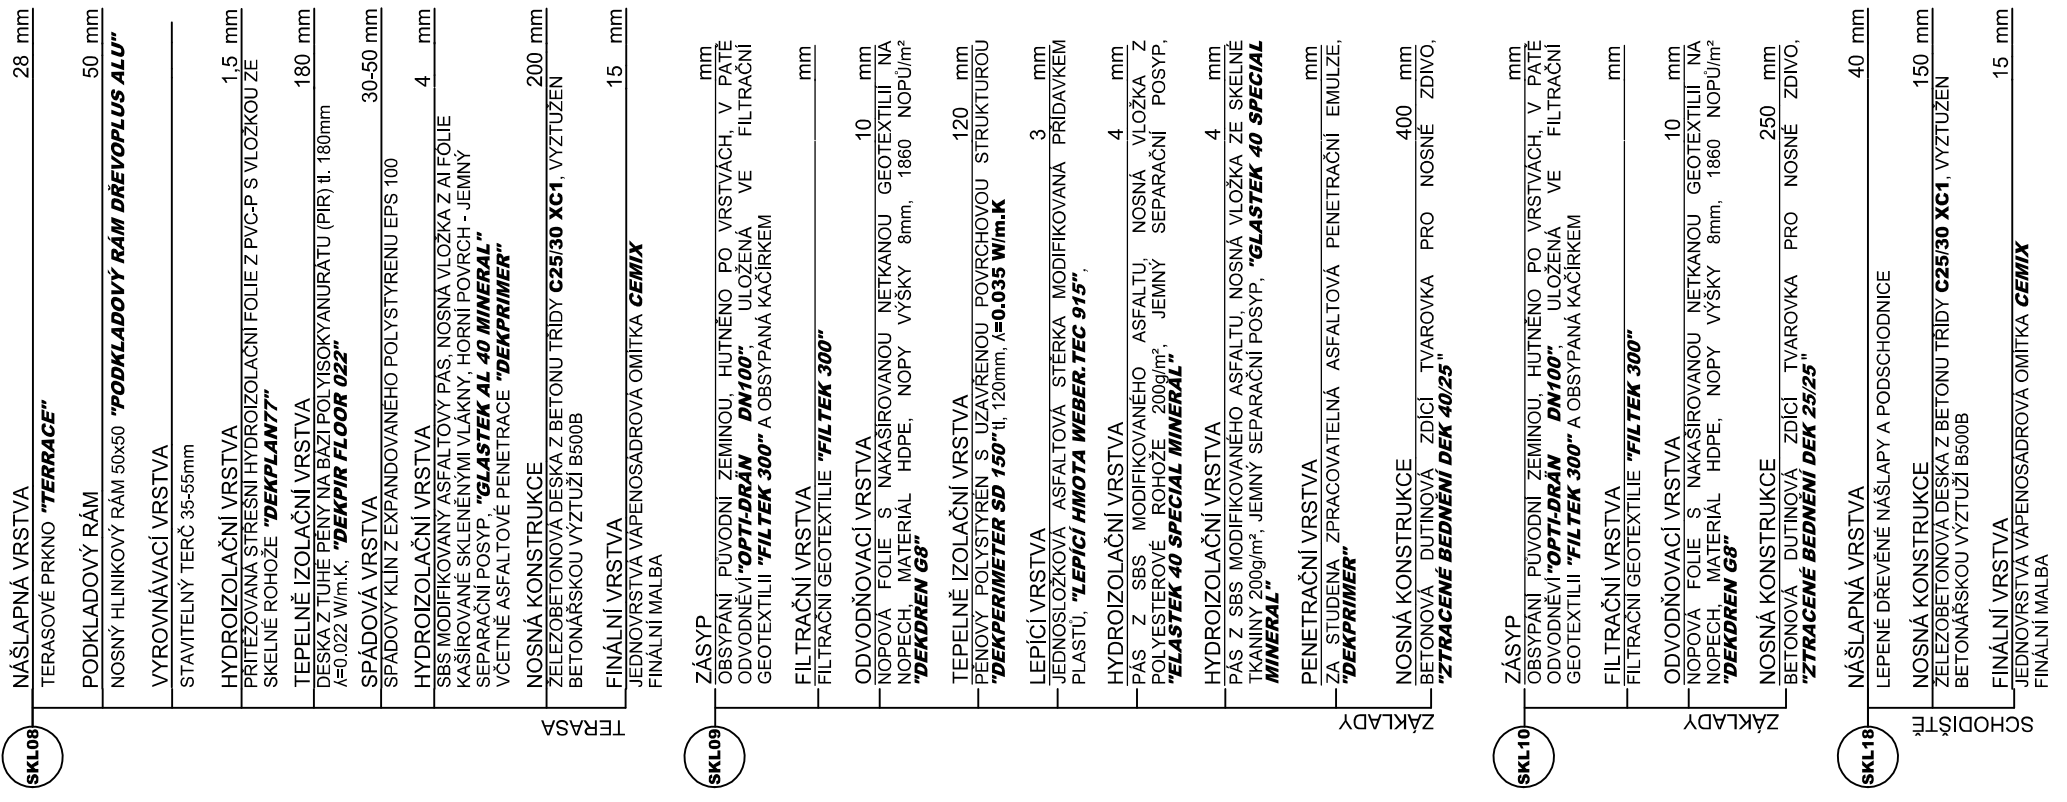 SKL08
NÁŠLAPNÁ VRSTVA 28 mm
TERASOVÉ PRKNO "TERRACE"
PODKLADOVÝ RÁM 50 mm
NOSNÝ HLINIKOVÝ RÁM 50x50 "PODKLADOVÝ RÁM DŘEVOPLUS ALU"
VYROVNÁVACÍ VRSTVA
STAVITELNÝ TERČ 35-55mm
HYDROIZOLAČNÍ VRSTVA 1,5 mm
PŘITĚŽOVANÁ STŘEŠNÍ HYDROIZOLAČNÍ FOLIE Z PVC-P S VLOŽKOU ZE
SKELNÉ ROHOŽE "DEKPLAN77"
TEPELNĚ IZOLAČNÍ VRSTVA 180 mm
DESKA Z TUHÉ PĚNY NA BÁZI POLYISOKYANURÁTU (PIR) tl. 180mm
λ=0.022 W/m.K, "DEKPIR FLOOR 022"
SPÁDOVÁ VRSTVA 30-50 mm
SPÁDOVÝ KLÍN Z EXPANDOVANÉHO POLYSTYRENU EPS 100
HYDROIZOLAČNÍ VRSTVA 4 mm
SBS MODIFIKOVANÝ ASFALTOVÝ PÁS, NOSNÁ VLOŽKA Z Al FÓLIE
KAŠÍROVANÉ SKLENĚNÝMI VLÁKNY, HORNÍ POVRCH - JEMNÝ
SEPARAČNÍ POSYP, "GLASTEK AL 40 MINERAL"
VČETNĚ ASFALTOVÉ PENETRACE "DEKPRIMER"
NOSNÁ KONSTRUKCE 200 mm
ŽELEZOBETONOVÁ DESKA Z BETONU TŘÍDY C25/30 XC1, VYZTUŽEN
BETONÁŘSKOU VÝZTUŽÍ B500B
FINÁLNÍ VRSTVA 15 mm
JEDNOVRSTVÁ VÁPENOSÁDROVÁ OMÍTKA CEMIX
FINÁLNÍ MALBA
TERASA
SKL09
ZÁSYP mm
OBSYPÁNÍ PŮVODNÍ ZEMINOU, HUTNĚNO PO VRSTVÁCH, V PATĚ
ODVODNĚVÍ "OPTI-DRÁN DN100", ULOŽENÁ VE FILTRAČNÍ
GEOTEXTILII "FILTEK 300" A OBSYPANÁ KAČÍRKEM
FILTRAČNÍ VRSTVA mm
FILTRAČNÍ GEOTEXTILIE "FILTEK 300"
ODVODŇOVACÍ VRSTVA 10 mm
NOPOVÁ FOLIE S NAKAŠÍROVANOU NETKANOU GEOTEXTILIÍ NA
NOPECH, MATERIÁL HDPE, NOPY VÝŠKY 8mm, 1860 NOPŮ/m²
"DEKDREN G8"
TEPELNĚ IZOLAČNÍ VRSTVA 120 mm
PĚNOVÝ POLYSTYRÉN S UZAVŘENOU POVRCHOVOU STRUKTUROU
"DEKPERIMETER SD 150" tl. 120mm, λ=0.035 W/m.K
LEPÍCÍ VRSTVA 3 mm
JEDNOSLOŽKOVÁ ASFALTOVÁ STĚRKA MODIFIKOVANÁ PŘÍDAVKEM
PLASTŮ, "LEPÍCÍ HMOTA WEBER.TEC 915",
HYDROIZOLAČNÍ VRSTVA 4 mm
PÁS Z SBS MODIFIKOVANÉHO ASFALTU, NOSNÁ VLOŽKA Z
POLYESTEROVÉ ROHOŽE 200g/m², JEMNÝ SEPARAČNÍ POSYP,
"ELASTEK 40 SPECIAL MINERAL"
HYDROIZOLAČNÍ VRSTVA 4 mm
PÁS Z SBS MODIFIKOVANÉHO ASFALTU, NOSNÁ VLOŽKA ZE SKELNÉ
TKANINY 200g/m², JEMNÝ SEPARAČNÍ POSYP, "GLASTEK 40 SPECIAL
MINERAL"
PENETRAČNÍ VRSTVA mm
ZA STUDENA ZPRACOVATELNÁ ASFALTOVÁ PENETRAČNÍ EMULZE,
"DEKPRIMER"
NOSNÁ KONSTRUKCE 400 mm
BETONOVÁ DUTINOVÁ ZDÍCÍ TVAROVKA PRO NOSNÉ ZDIVO,
"ZTRACENÉ BEDNĚNÍ DEK 40/25"
ZÁKLADY
SKL10
ZÁSYP mm
OBSYPÁNÍ PŮVODNÍ ZEMINOU, HUTNĚNO PO VRSTVÁCH, V PATĚ
ODVODNĚVÍ "OPTI-DRÁN DN100", ULOŽENÁ VE FILTRAČNÍ
GEOTEXTILII "FILTEK 300" A OBSYPANÁ KAČÍRKEM
FILTRAČNÍ VRSTVA mm
FILTRAČNÍ GEOTEXTILIE "FILTEK 300"
ODVODŇOVACÍ VRSTVA 10 mm
NOPOVÁ FOLIE S NAKAŠÍROVANOU NETKANOU GEOTEXTILIÍ NA
NOPECH, MATERIÁL HDPE, NOPY VÝŠKY 8mm, 1860 NOPŮ/m²
"DEKDREN G8"
NOSNÁ KONSTRUKCE 250 mm
BETONOVÁ DUTINOVÁ ZDÍCÍ TVAROVKA PRO NOSNÉ ZDIVO,
"ZTRACENÉ BEDNĚNÍ DEK 25/25"
ZÁKLADY
SKL18
NÁŠLAPNÁ VRSTVA 40 mm
LEPENÉ DŘEVĚNÉ NÁŠLAPY A PODSCHODNICE
NOSNÁ KONSTRUKCE 150 mm
ŽELEZOBETONOVÁ DESKA Z BETONU TŘÍDY C25/30 XC1, VYZTUŽEN
BETONÁŘSKOU VÝZTUŽÍ B500B
FINÁLNÍ VRSTVA 15 mm
JEDNOVRSTVÁ VÁPENOSÁDROVÁ OMÍTKA CEMIX
FINÁLNÍ MALBA
SCHODIŠTĚ